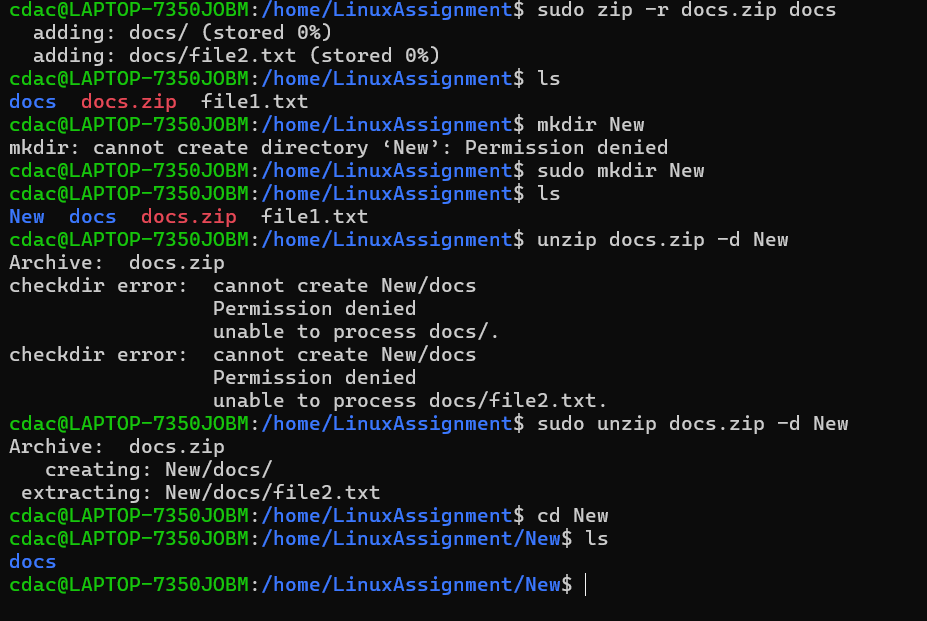 cdac@LAPTOP-7350JOBM:/home/LinuxAssignment$ sudo zip -r docs.zip docs
  adding: docs/ (stored 0%)
  adding: docs/file2.txt (stored 0%)
cdac@LAPTOP-7350JOBM:/home/LinuxAssignment$ ls
docs  docs.zip  file1.txt
cdac@LAPTOP-7350JOBM:/home/LinuxAssignment$ mkdir New
mkdir: cannot create directory ‘New’: Permission denied
cdac@LAPTOP-7350JOBM:/home/LinuxAssignment$ sudo mkdir New
cdac@LAPTOP-7350JOBM:/home/LinuxAssignment$ ls
New  docs  docs.zip  file1.txt
cdac@LAPTOP-7350JOBM:/home/LinuxAssignment$ unzip docs.zip -d New
Archive:  docs.zip
checkdir error:  cannot create New/docs
                 Permission denied
                 unable to process docs/.
checkdir error:  cannot create New/docs
                 Permission denied
                 unable to process docs/file2.txt.
cdac@LAPTOP-7350JOBM:/home/LinuxAssignment$ sudo unzip docs.zip -d New
Archive:  docs.zip
   creating: New/docs/
 extracting: New/docs/file2.txt
cdac@LAPTOP-7350JOBM:/home/LinuxAssignment$ cd New
cdac@LAPTOP-7350JOBM:/home/LinuxAssignment/New$ ls
docs
cdac@LAPTOP-7350JOBM:/home/LinuxAssignment/New$